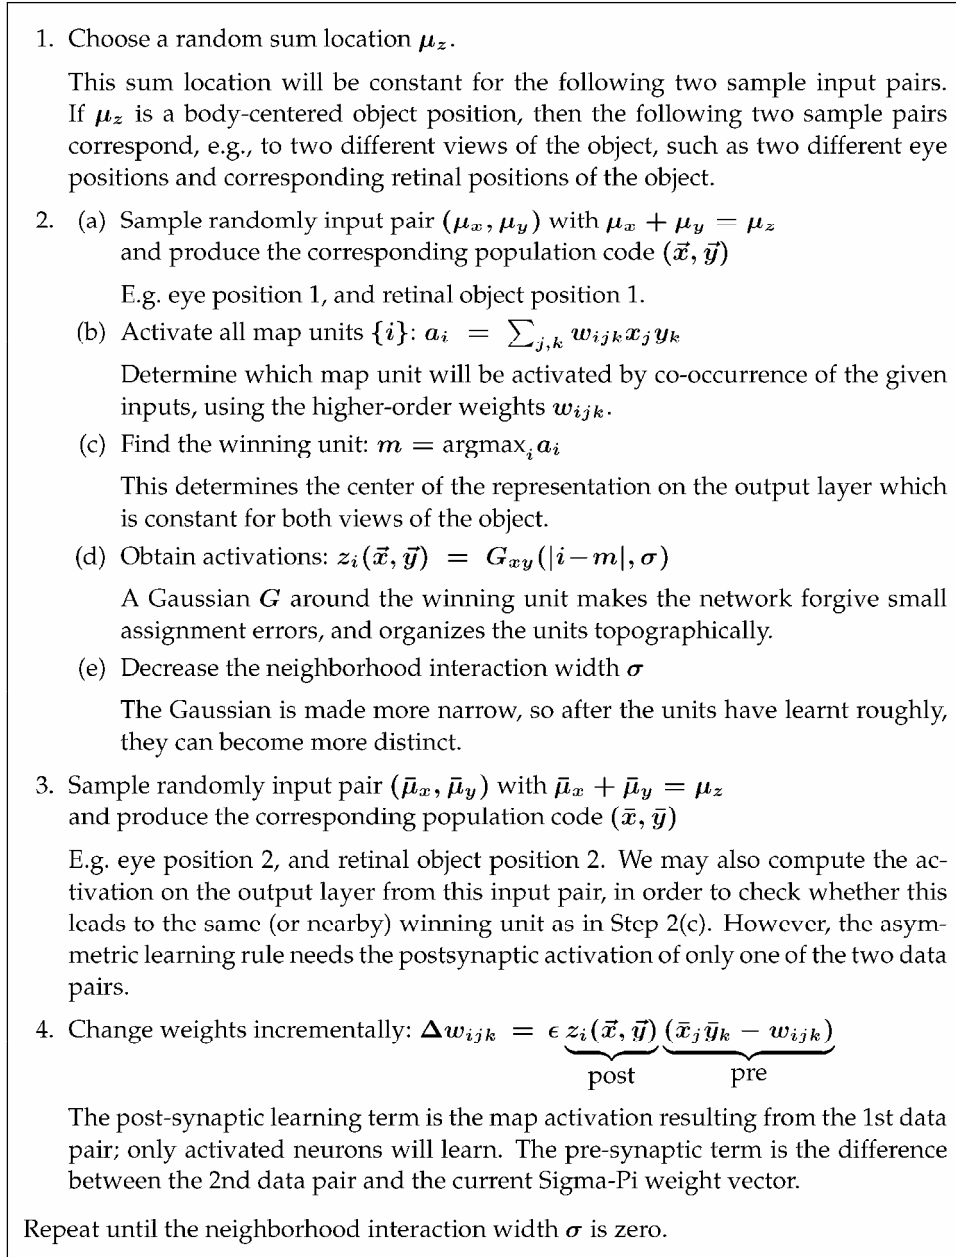 1. Choose a random sum location μ_z.
This sum location will be constant for the following two sample input pairs.
If μ_z is a body-centered object position, then the following two sample pairs
correspond, e.g., to two different views of the object, such as two different eye
positions and corresponding retinal positions of the object.
2. (a) Sample randomly input pair (μ_x, μ_y) with μ_x + μ_y = μ_z
and produce the corresponding population code (x⃗, y⃗)
E.g. eye position 1, and retinal object position 1.
(b) Activate all map units {i}: a_i = ∑_{j,k} w_{ijk} x_j y_k
Determine which map unit will be activated by co-occurrence of the given
inputs, using the higher-order weights w_{ijk}.
(c) Find the winning unit: m = argmax_i a_i
This determines the center of the representation on the output layer which
is constant for both views of the object.
(d) Obtain activations: z_i(x⃗, y⃗) = G_{xy}(|i−m|, σ)
A Gaussian G around the winning unit makes the network forgive small
assignment errors, and organizes the units topographically.
(e) Decrease the neighborhood interaction width σ
The Gaussian is made more narrow, so after the units have learnt roughly,
they can become more distinct.
3. Sample randomly input pair (μ̄_x, μ̄_y) with μ̄_x + μ̄_y = μ_z
and produce the corresponding population code (x̄, ȳ)
E.g. eye position 2, and retinal object position 2. We may also compute the ac-
tivation on the output layer from this input pair, in order to check whether this
leads to the same (or nearby) winning unit as in Step 2(c). However, the asym-
metric learning rule needs the postsynaptic activation of only one of the two data
pairs.
4. Change weights incrementally: Δw_{ijk} = ϵ z_i(x⃗, y⃗) (x̄_j ȳ_k − w_{ijk})
post pre
The post-synaptic learning term is the map activation resulting from the 1st data
pair; only activated neurons will learn. The pre-synaptic term is the difference
between the 2nd data pair and the current Sigma-Pi weight vector.
Repeat until the neighborhood interaction width σ is zero.